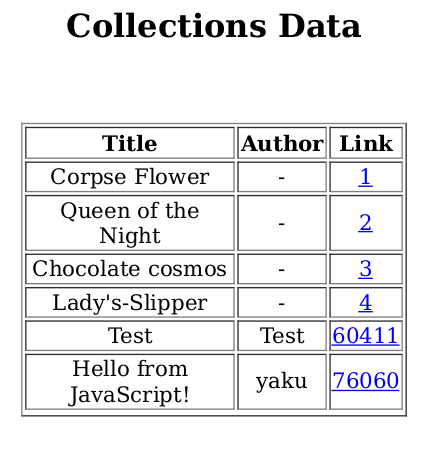 Collections Data
Title Author Link
Corpse Flower - 1
Queen of the
Night - 2
Chocolate cosmos - 3
Lady's-Slipper - 4
Test Test 60411
Hello from
JavaScript! yaku 76060